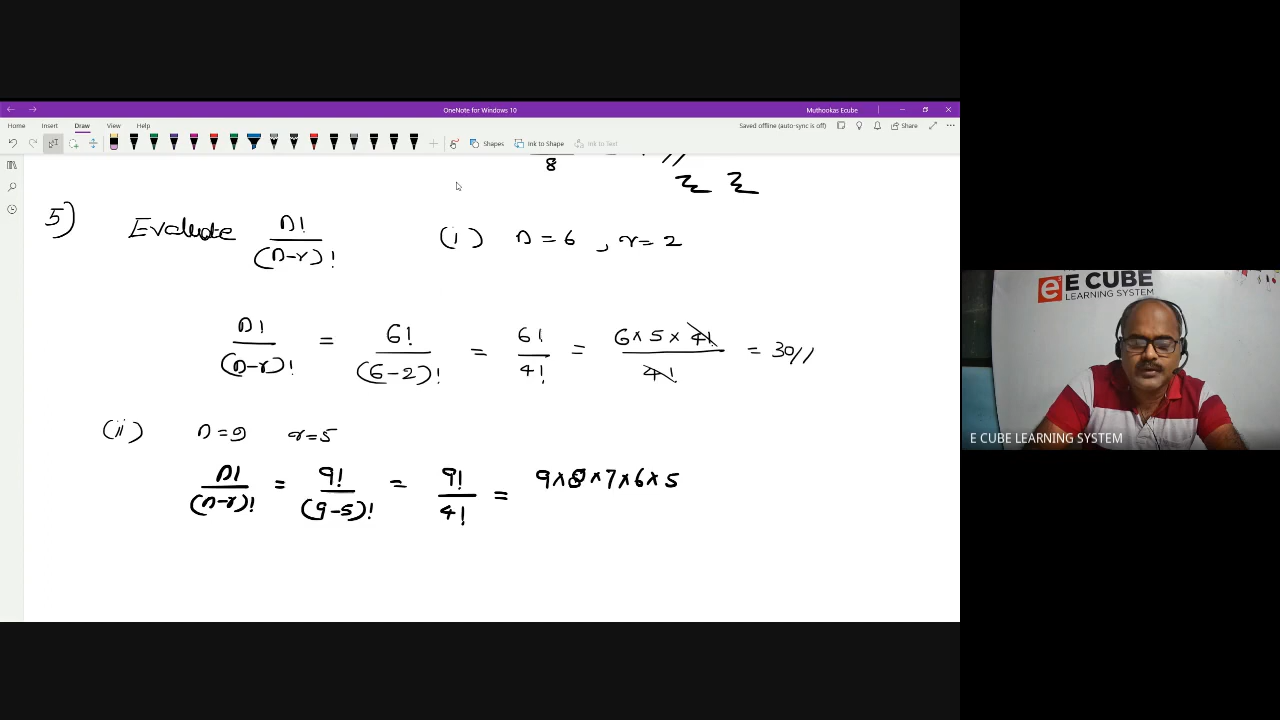 OneNote for Windows 10
Muthookas Ecube
Home Insert Draw View Help
Saved offline (auto-sync is off) Share
Shapes Ink to Shape Ink to Text
8
5) Evaluate n!/(n-r)! (i) n = 6, r = 2
n!/(n-r)! = 6!/(6-2)! = 6!/4! = 6 x 5 x 4!/4! = 30//
(ii) n = 9 r = 5
n!/(n-r)! = 9!/(9-5)! = 9!/4! = 9 x 8 x 7 x 6 x 5
e E CUBE
LEARNING SYSTEM
E CUBE LEARNING SYSTEM